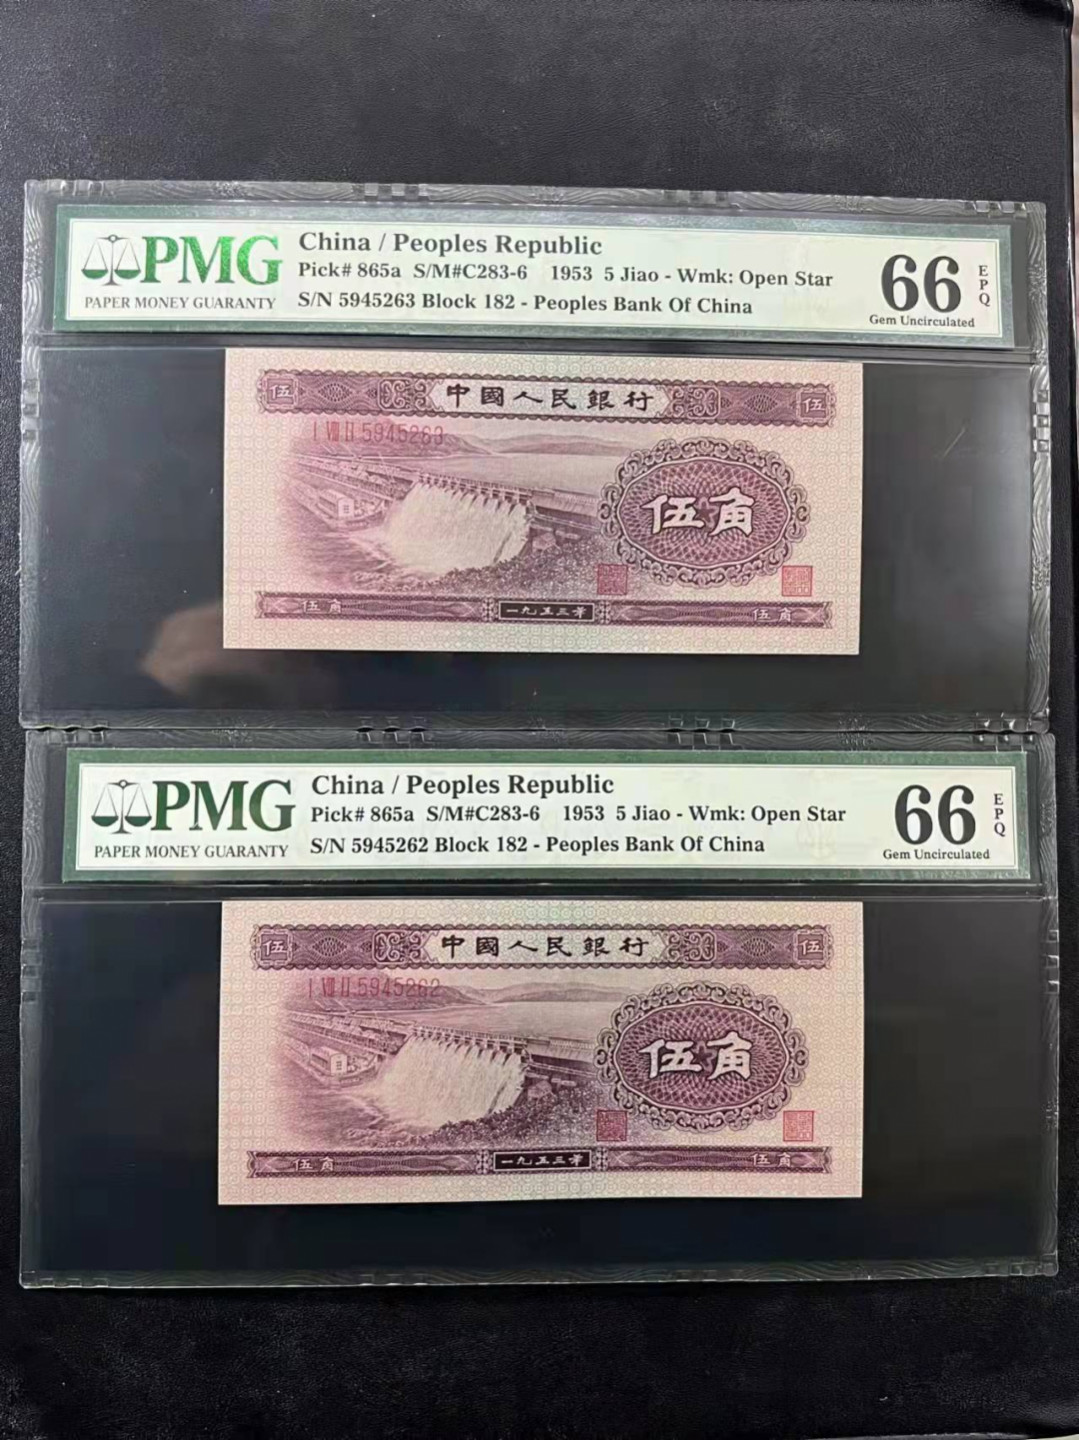 PMG
PAPER MONEY GUARANTY
China / Peoples Republic
Pick# 865a S/M#C283-6 1953 5 Jiao - Wmk: Open Star
S/N 5945263 Block 182 - Peoples Bank Of China
66
EPQ
Gem Uncirculated
伍 中國人民銀行 伍
I VIII II 5945263
伍角
伍角 一九五三年 伍角
PMG
PAPER MONEY GUARANTY
China / Peoples Republic
Pick# 865a S/M#C283-6 1953 5 Jiao - Wmk: Open Star
S/N 5945262 Block 182 - Peoples Bank Of China
66
EPQ
Gem Uncirculated
伍 中國人民銀行 伍
I VIII II 5945262
伍角
伍角 一九五三年 伍角